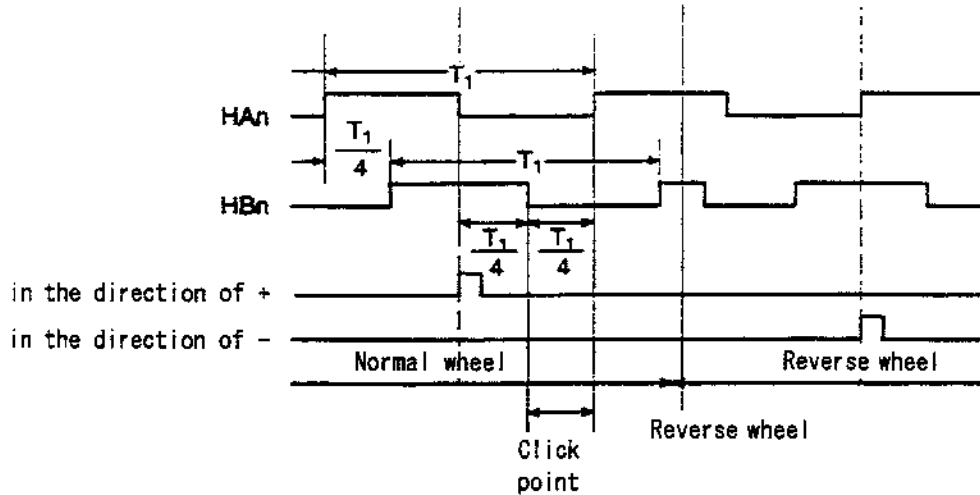 T₁
HAn
T₁
4
T₁
HBn
T₁
4
T₁
4
in the direction of +
in the direction of -
Normal wheel
Reverse wheel
Reverse wheel
Click
point